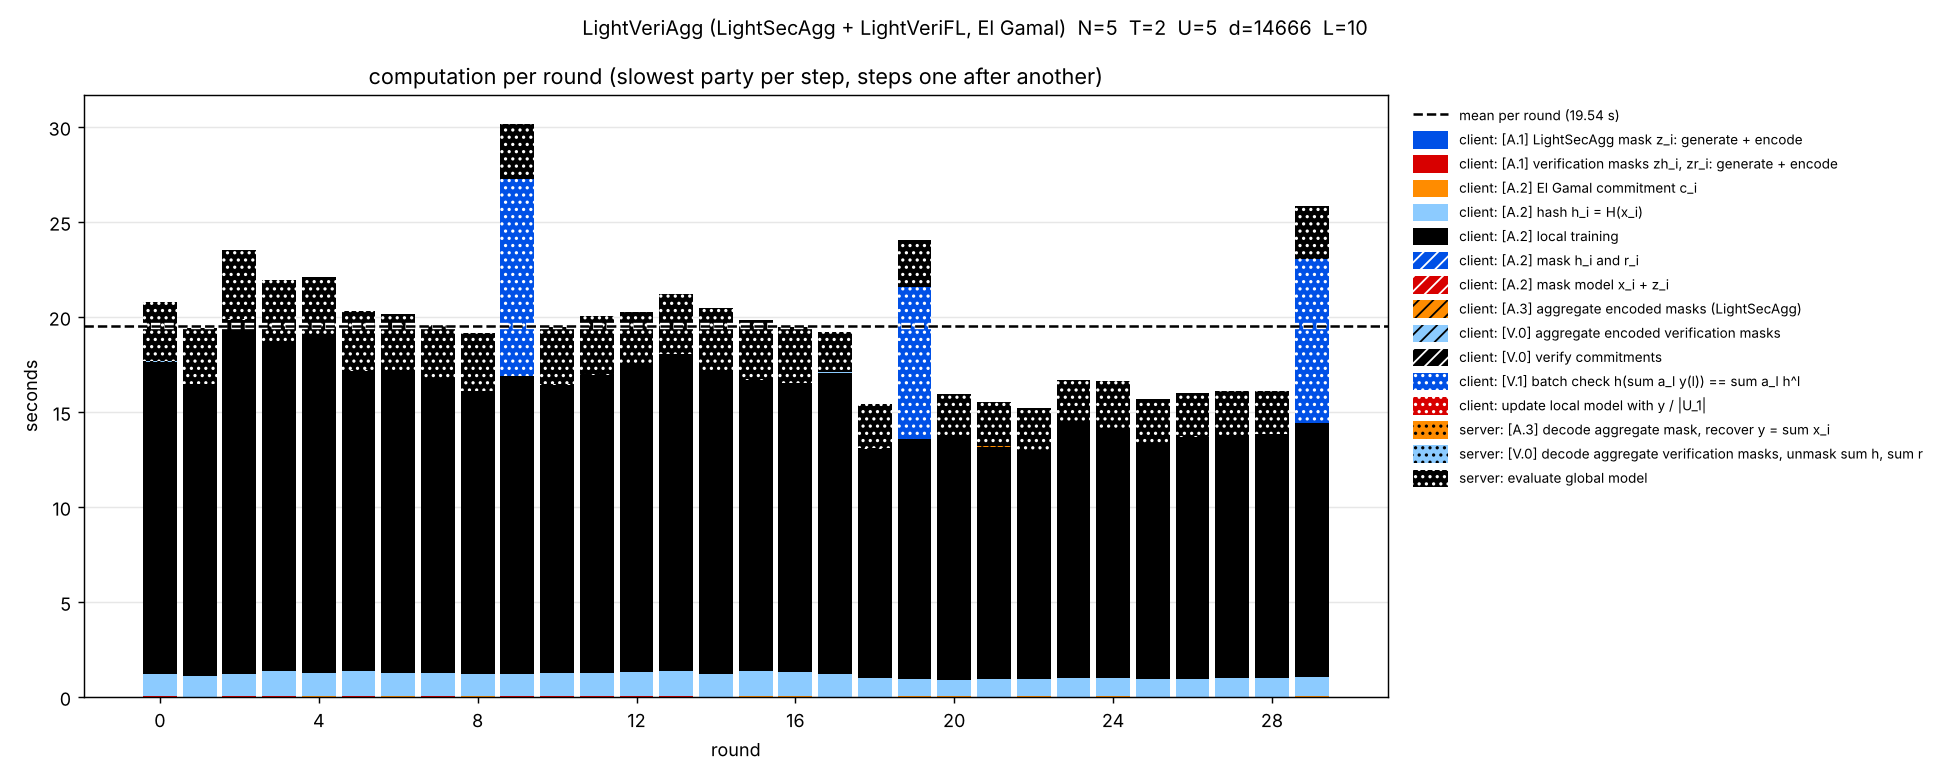 LightVeriAgg (LightSecAgg + LightVeriFL, El Gamal)  N=5  T=2  U=5  d=14666  L=10
computation per round (slowest party per step, steps one after another)
30
25
20
15
10
5
0
seconds
0 4 8 12 16 20 24 28
round
mean per round (19.54 s)
client: [A.1] LightSecAgg mask z_i: generate + encode
client: [A.1] verification masks zh_i, zr_i: generate + encode
client: [A.2] El Gamal commitment c_i
client: [A.2] hash h_i = H(x_i)
client: [A.2] local training
client: [A.2] mask h_i and r_i
client: [A.2] mask model x_i + z_i
client: [A.3] aggregate encoded masks (LightSecAgg)
client: [V.0] aggregate encoded verification masks
client: [V.0] verify commitments
client: [V.1] batch check h(sum a_l y(l)) == sum a_l h^l
client: update local model with y / |U_1|
server: [A.3] decode aggregate mask, recover y = sum x_i
server: [V.0] decode aggregate verification masks, unmask sum h, sum r
server: evaluate global model